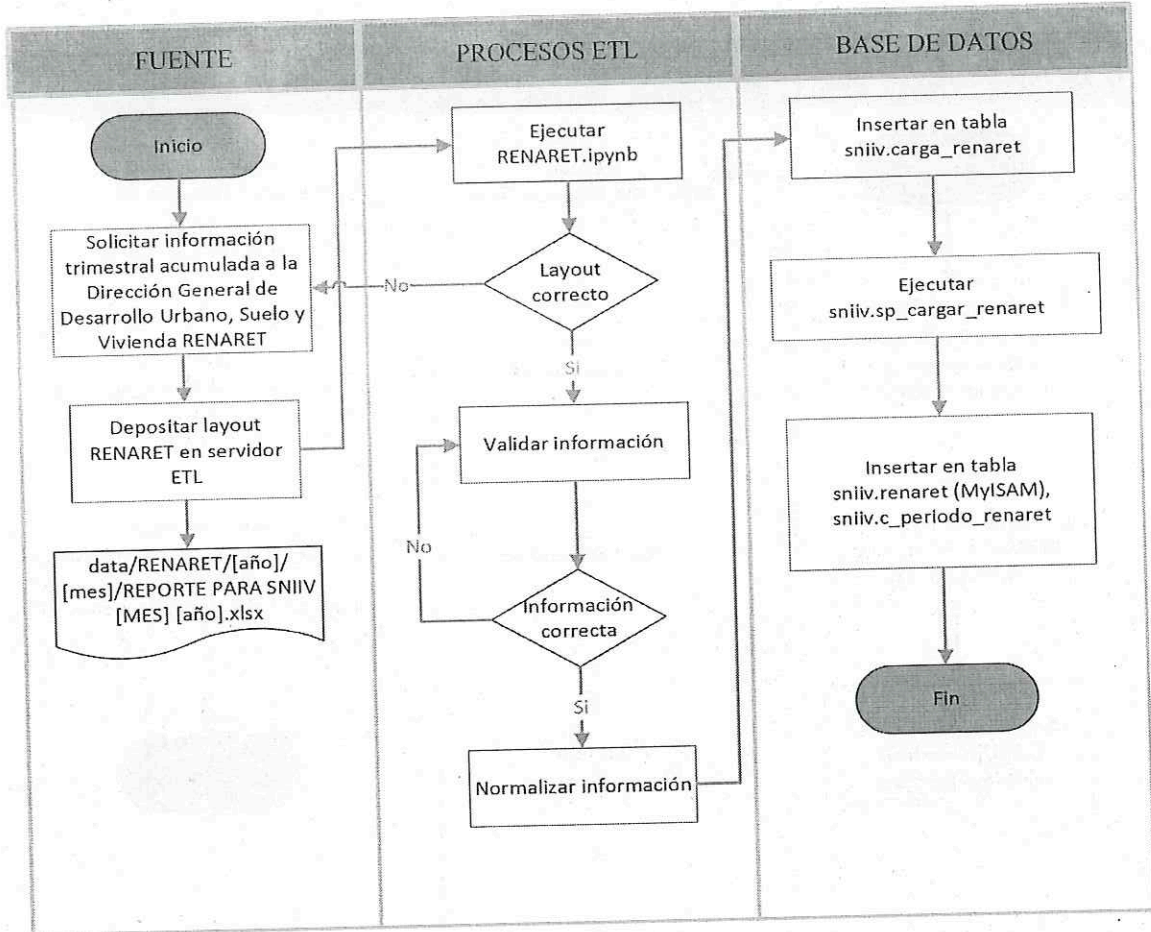 FUENTE
PROCESOS ETL
BASE DE DATOS
Inicio
Solicitar información
trimestral acumulada a la
Dirección General de
Desarrollo Urbano, Suelo y
Vivienda RENARET
Depositar layout
RENARET en servidor
ETL
data/RENARET/[año]/
[mes]/REPORTE PARA SNIIV
[MES] [año].xlsx
Ejecutar
RENARET.ipynb
Layout
correcto
No
Si
Validar información
No
Información
correcta
Si
Normalizar información
Insertar en tabla
sniiv.carga_renaret
Ejecutar
sniiv.sp_cargar_renaret
Insertar en tabla
sniiv.renaret (MyISAM),
sniiv.c_periodo_renaret
Fin